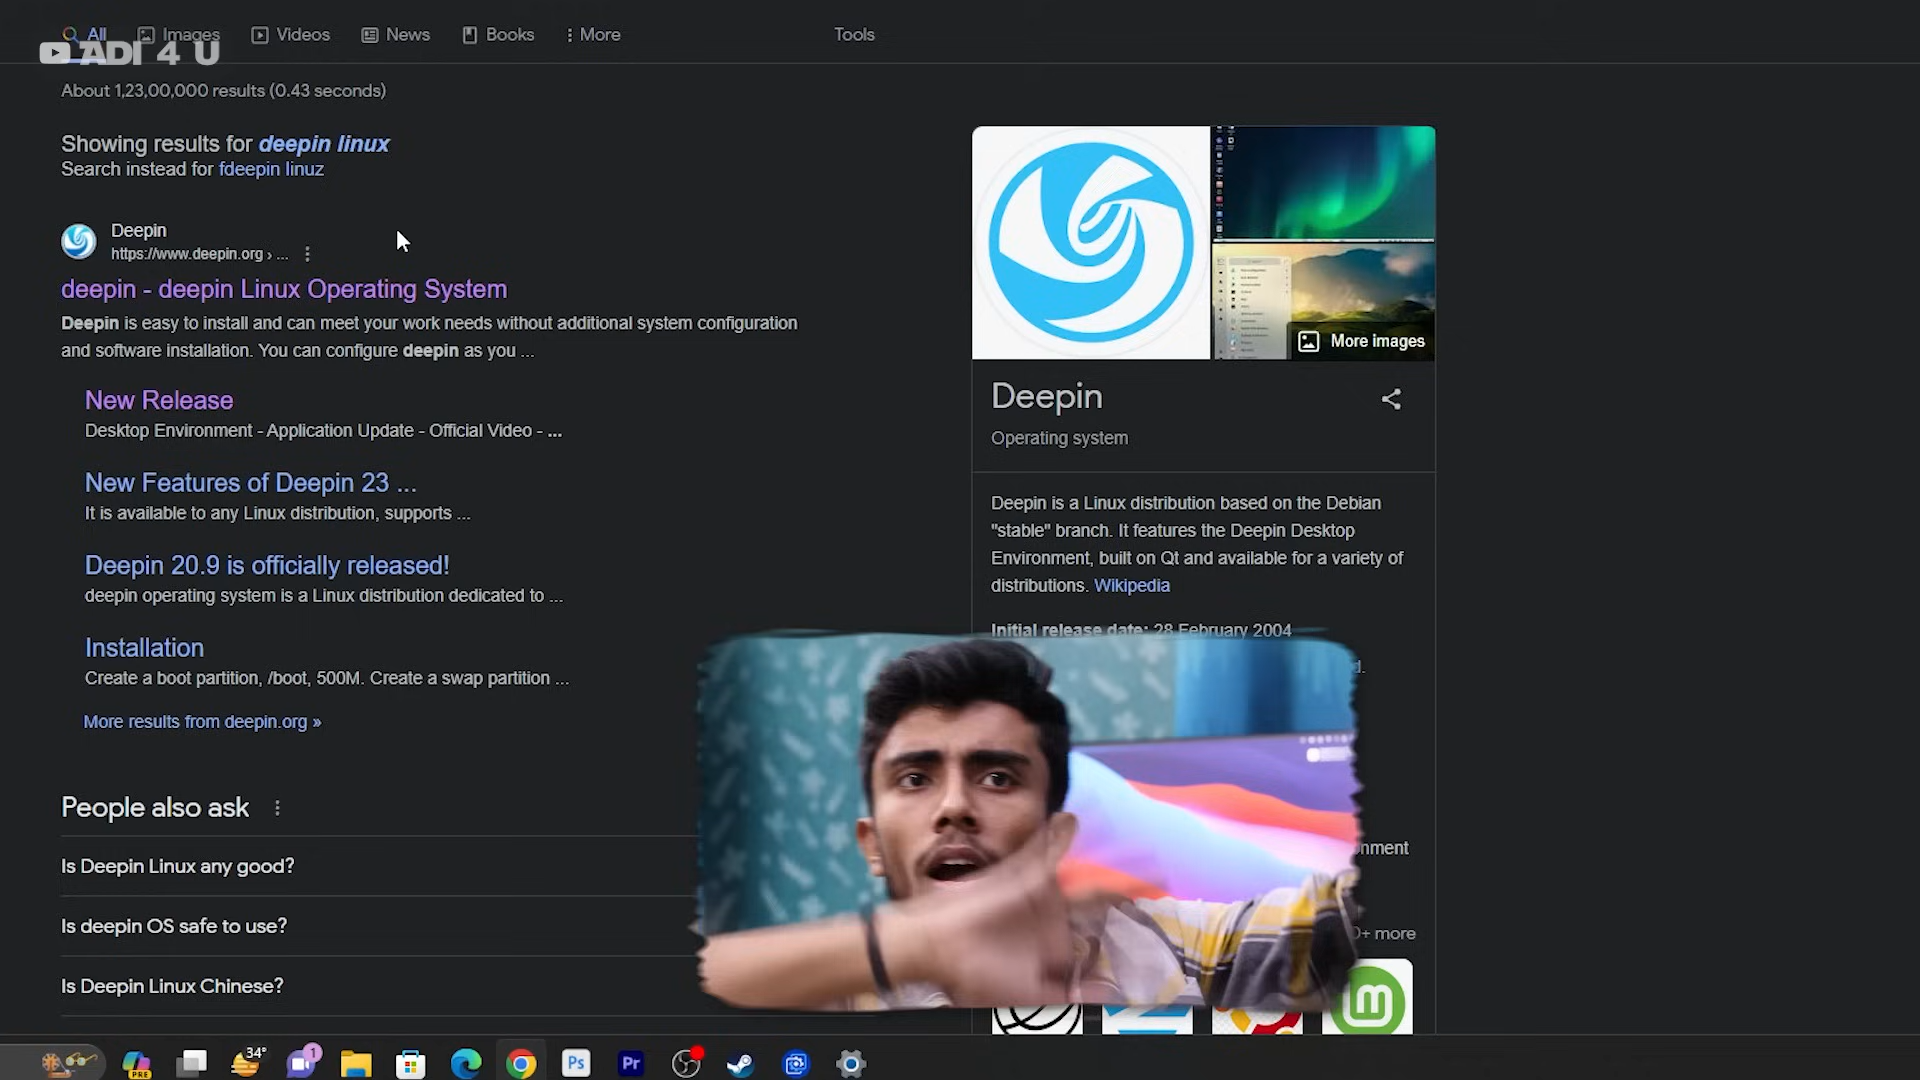 All
Images
Videos
News
Books
More
Tools
ADI 4 U
About 1,23,00,000 results (0.43 seconds)
Showing results for deepin linux
Search instead for fdeepin linuz
Deepin
https://www.deepin.org › ...
deepin - deepin Linux Operating System
Deepin is easy to install and can meet your work needs without additional system configuration
and software installation. You can configure deepin as you ...
New Release
Desktop Environment - Application Update - Official Video - ...
New Features of Deepin 23 ...
It is available to any Linux distribution, supports ...
Deepin 20.9 is officially released!
deepin operating system is a Linux distribution dedicated to ...
Installation
Create a boot partition, /boot, 500M. Create a swap partition ...
More results from deepin.org »
People also ask
Is Deepin Linux any good?
Is deepin OS safe to use?
Is Deepin Linux Chinese?
More images
Deepin
Operating system
Deepin is a Linux distribution based on the Debian
"stable" branch. It features the Deepin Desktop
Environment, built on Qt and available for a variety of
distributions. Wikipedia
Initial release date: 28 February 2004
d.
nment
+ more
PRE
34°
1
Ps
Pr